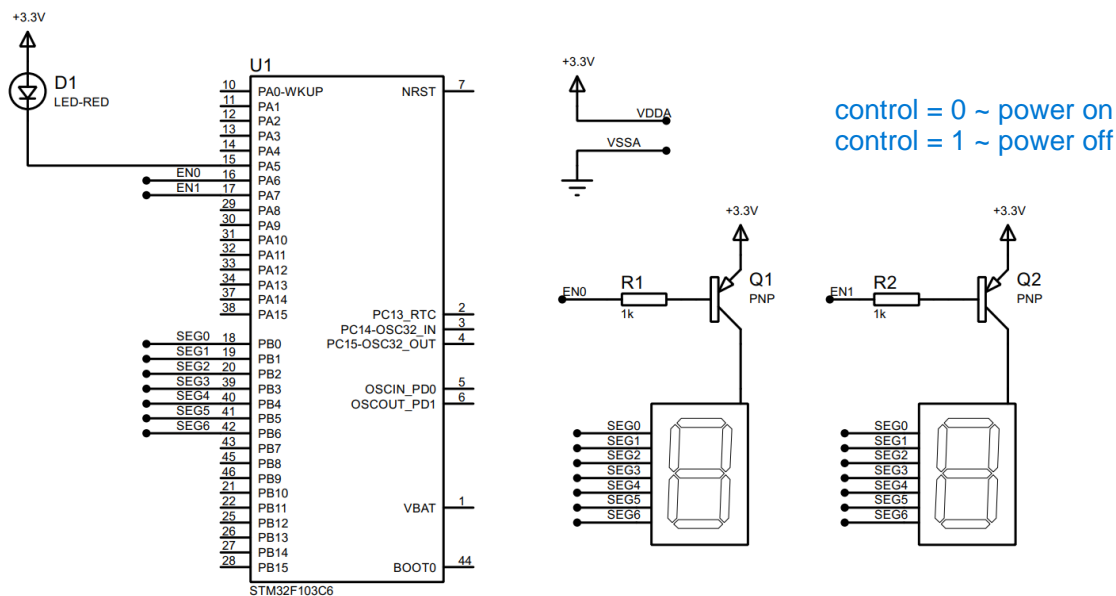 +3.3V
D1
LED-RED
U1
10 PA0-WKUP
11 PA1
12 PA2
13 PA3
14 PA4
15 PA5
EN0 16 PA6
EN1 17 PA7
29 PA8
30 PA9
31 PA10
32 PA11
33 PA12
34 PA13
37 PA14
38 PA15
SEG0 18 PB0
SEG1 19 PB1
SEG2 20 PB2
SEG3 39 PB3
SEG4 40 PB4
SEG5 41 PB5
SEG6 42 PB6
43 PB7
45 PB8
46 PB9
21 PB10
22 PB11
25 PB12
26 PB13
27 PB14
28 PB15
NRST 7
PC13_RTC 2
PC14-OSC32_IN 3
PC15-OSC32_OUT 4
OSCIN_PD0 5
OSCOUT_PD1 6
VBAT 1
BOOT0 44
STM32F103C6
+3.3V
VDDA
VSSA
control = 0 ~ power on
control = 1 ~ power off
+3.3V
EN0
R1
1k
Q1
PNP
SEG0
SEG1
SEG2
SEG3
SEG4
SEG5
SEG6
+3.3V
EN1
R2
1k
Q2
PNP
SEG0
SEG1
SEG2
SEG3
SEG4
SEG5
SEG6